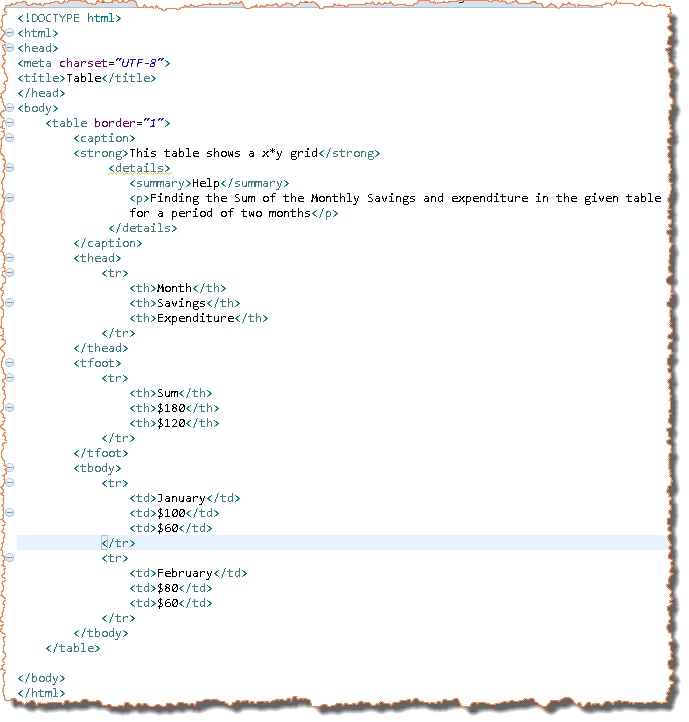 <!DOCTYPE html>
<html>
<head>
<meta charset="UTF-8">
<title>Table</title>
</head>
<body>
    <table border="1">
        <caption>
        <strong>This table shows a x*y grid</strong>
             <details>
                <summary>Help</summary>
                <p>Finding the Sum of the Monthly Savings and expenditure in the given table
                for a period of two months</p>
             </details>
        </caption>
        <thead>
            <tr>
                <th>Month</th>
                <th>Savings</th>
                <th>Expenditure</th>
            </tr>
        </thead>
        <tfoot>
            <tr>
                <th>Sum</th>
                <th>$180</th>
                <th>$120</th>
            </tr>
        </tfoot>
        <tbody>
            <tr>
                <td>January</td>
                <td>$100</td>
                <td>$60</td>
            </tr>
            <tr>
                <td>February</td>
                <td>$80</td>
                <td>$60</td>
            </tr>
        </tbody>
    </table>

</body>
</html>